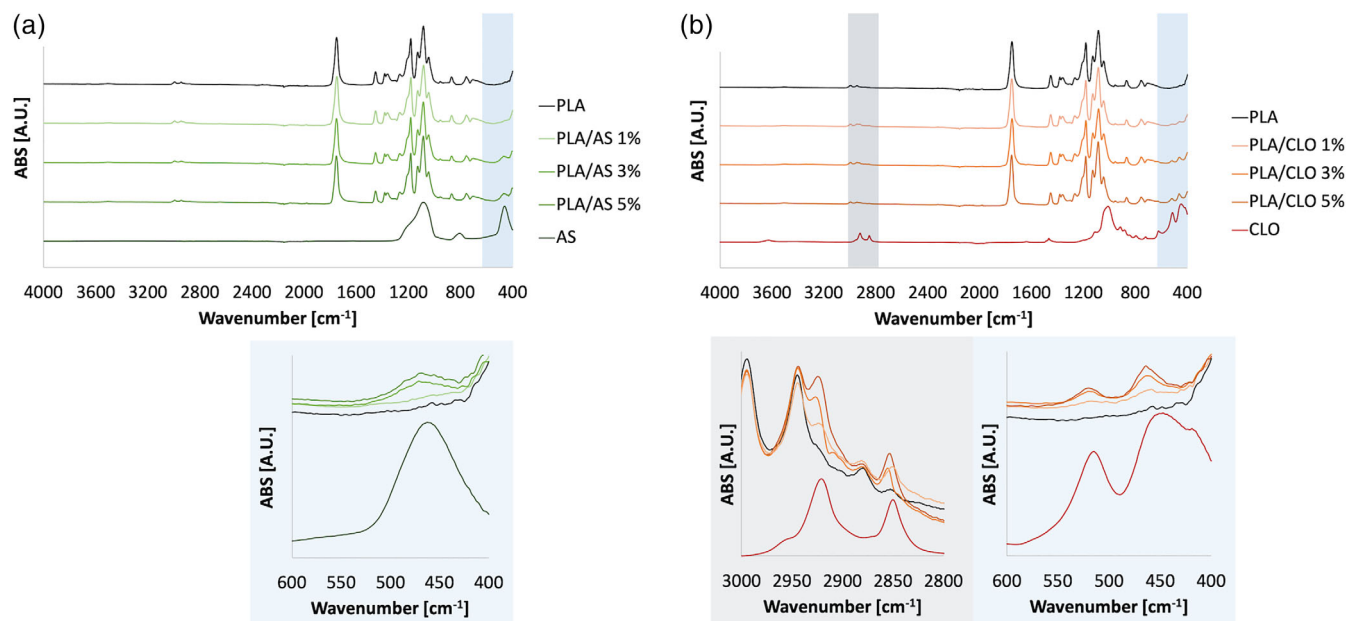 (a)
ABS [A.U.]
PLA
PLA/AS 1%
PLA/AS 3%
PLA/AS 5%
AS
4000 3600 3200 2800 2400 2000 1600 1200 800 400
Wavenumber [cm-1]
ABS [A.U.]
600 550 500 450 400
Wavenumber [cm-1]
(b)
ABS [A.U.]
PLA
PLA/CLO 1%
PLA/CLO 3%
PLA/CLO 5%
CLO
4000 3600 3200 2800 2400 2000 1600 1200 800 400
Wavenumber [cm-1]
ABS [A.U.]
3000 2950 2900 2850 2800
Wavenumber [cm-1]
ABS [A.U.]
600 550 500 450 400
Wavenumber [cm-1]